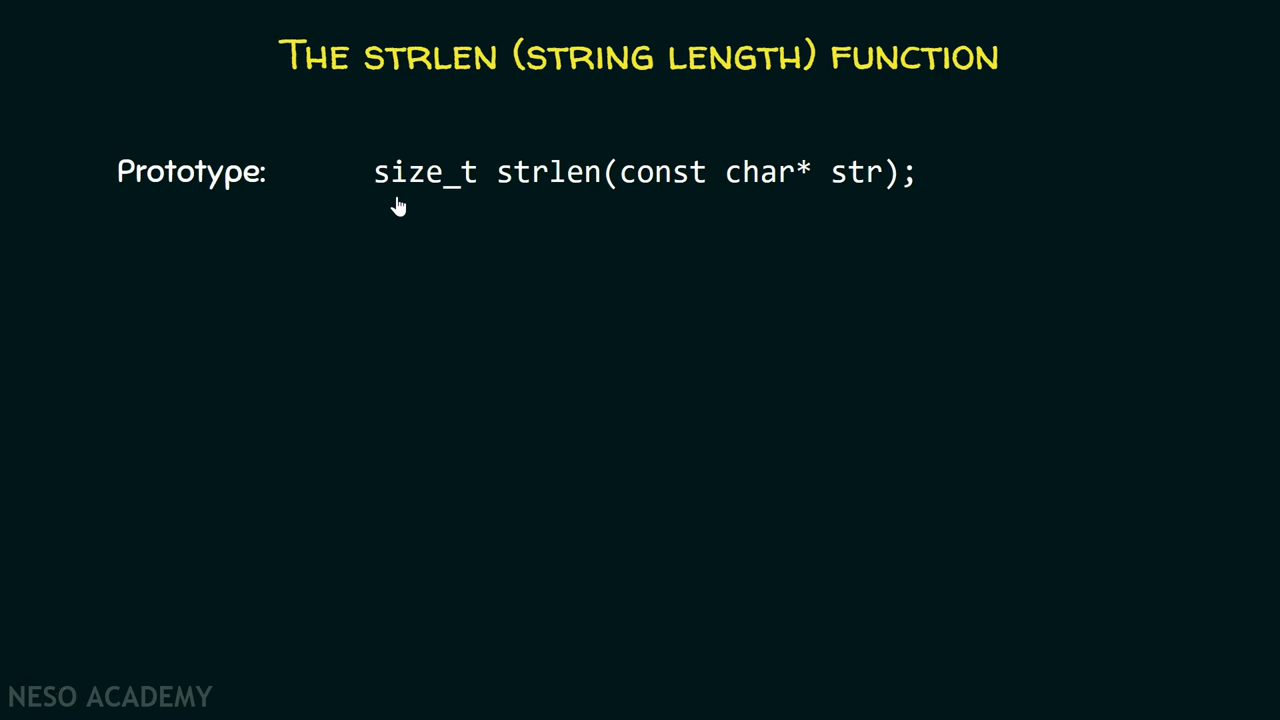 THE STRLEN (STRING LENGTH) FUNCTION
Prototype: size_t strlen(const char* str);
NESO ACADEMY